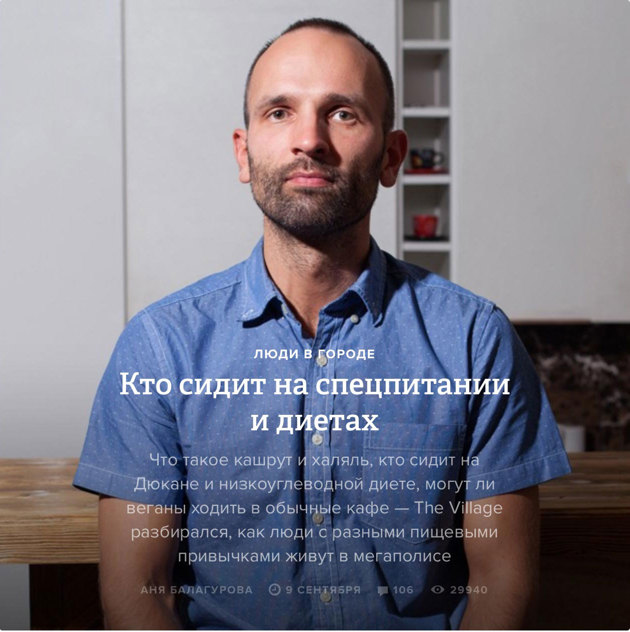 ЛЮДИ В ГОРОДЕ
Кто сидит на спецпитании
и диетах
Что такое кашрут и халяль, кто сидит на
Дюкане и низкоуглеводной диете, могут ли
веганы ходить в обычные кафе — The Village
разбирался, как люди с разными пищевыми
привычками живут в мегаполисе
АНЯ БАЛАГУРОВА 9 СЕНТЯБРЯ 106 29940